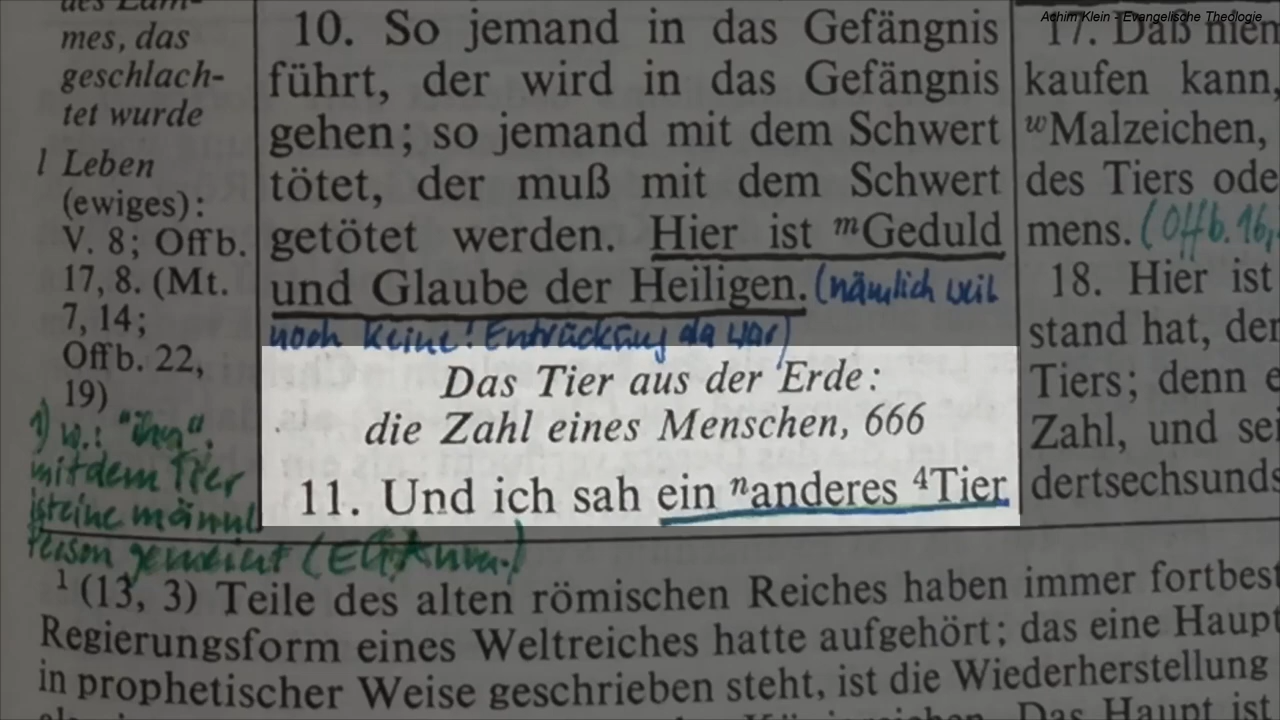 Achim Klein - Evangelische Theologie
mes, das
geschlach-
tet wurde
l Leben
(ewiges):
V. 8; Offb.
17, 8. (Mt.
7, 14;
Offb. 22,
19)
1) w.: "ihn",
mit dem Tier
ist eine männl.
Person gemeint
10. So jemand in das Gefängnis
führt, der wird in das Gefängnis
gehen; so jemand mit dem Schwert
tötet, der muß mit dem Schwert
getötet werden. Hier ist mGeduld
und Glaube der Heiligen. (nämlich weil
noch keine! Entrückung da war)
Das Tier aus der Erde:
die Zahl eines Menschen, 666
11. Und ich sah ein nanderes 4Tier
17. Daß
kaufen kann,
wMalzeichen,
des Tiers ode
mens. (Offb. 16,
18. Hier ist
stand hat, der
Tiers; denn e
Zahl, und sei
dertsechsunds
1 (13, 3) Teile des alten römischen Reiches haben immer fortbest
Regierungsform eines Weltreiches hatte aufgehört; das eine Haupt
in prophetischer Weise geschrieben steht, ist die Wiederherstellung
Das Haupt ist